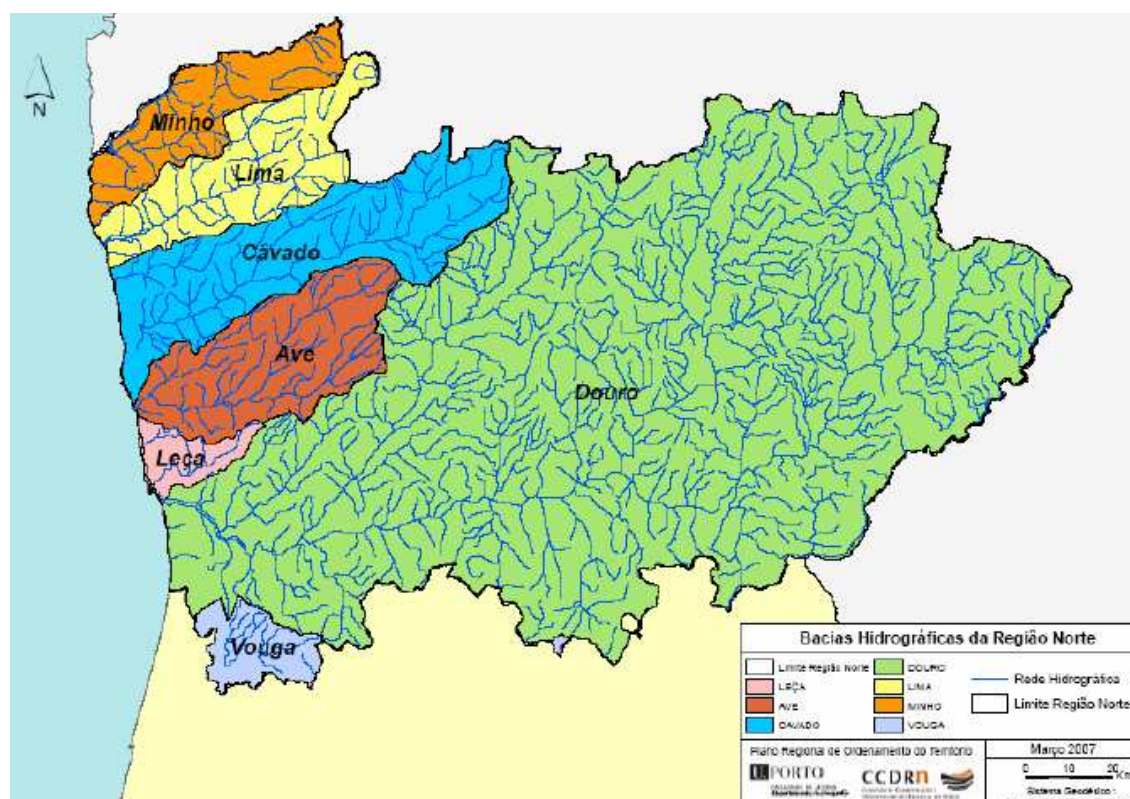 N
Minho
Lima
Cávado
Ave
Douro
Leça
Vouga
Bacias Hidrográficas da Região Norte
Limite Região Norte
LEÇA
AVE
CAVADO
DOURO
LIMA
MINHO
VOUGA
Rede Hidrográfica
Limite Região Norte
Plano Regional de Ordenamento do Território
U.PORTO
CCDRn
Março 2007
0 10 20 Km
Sistema Geodésico :